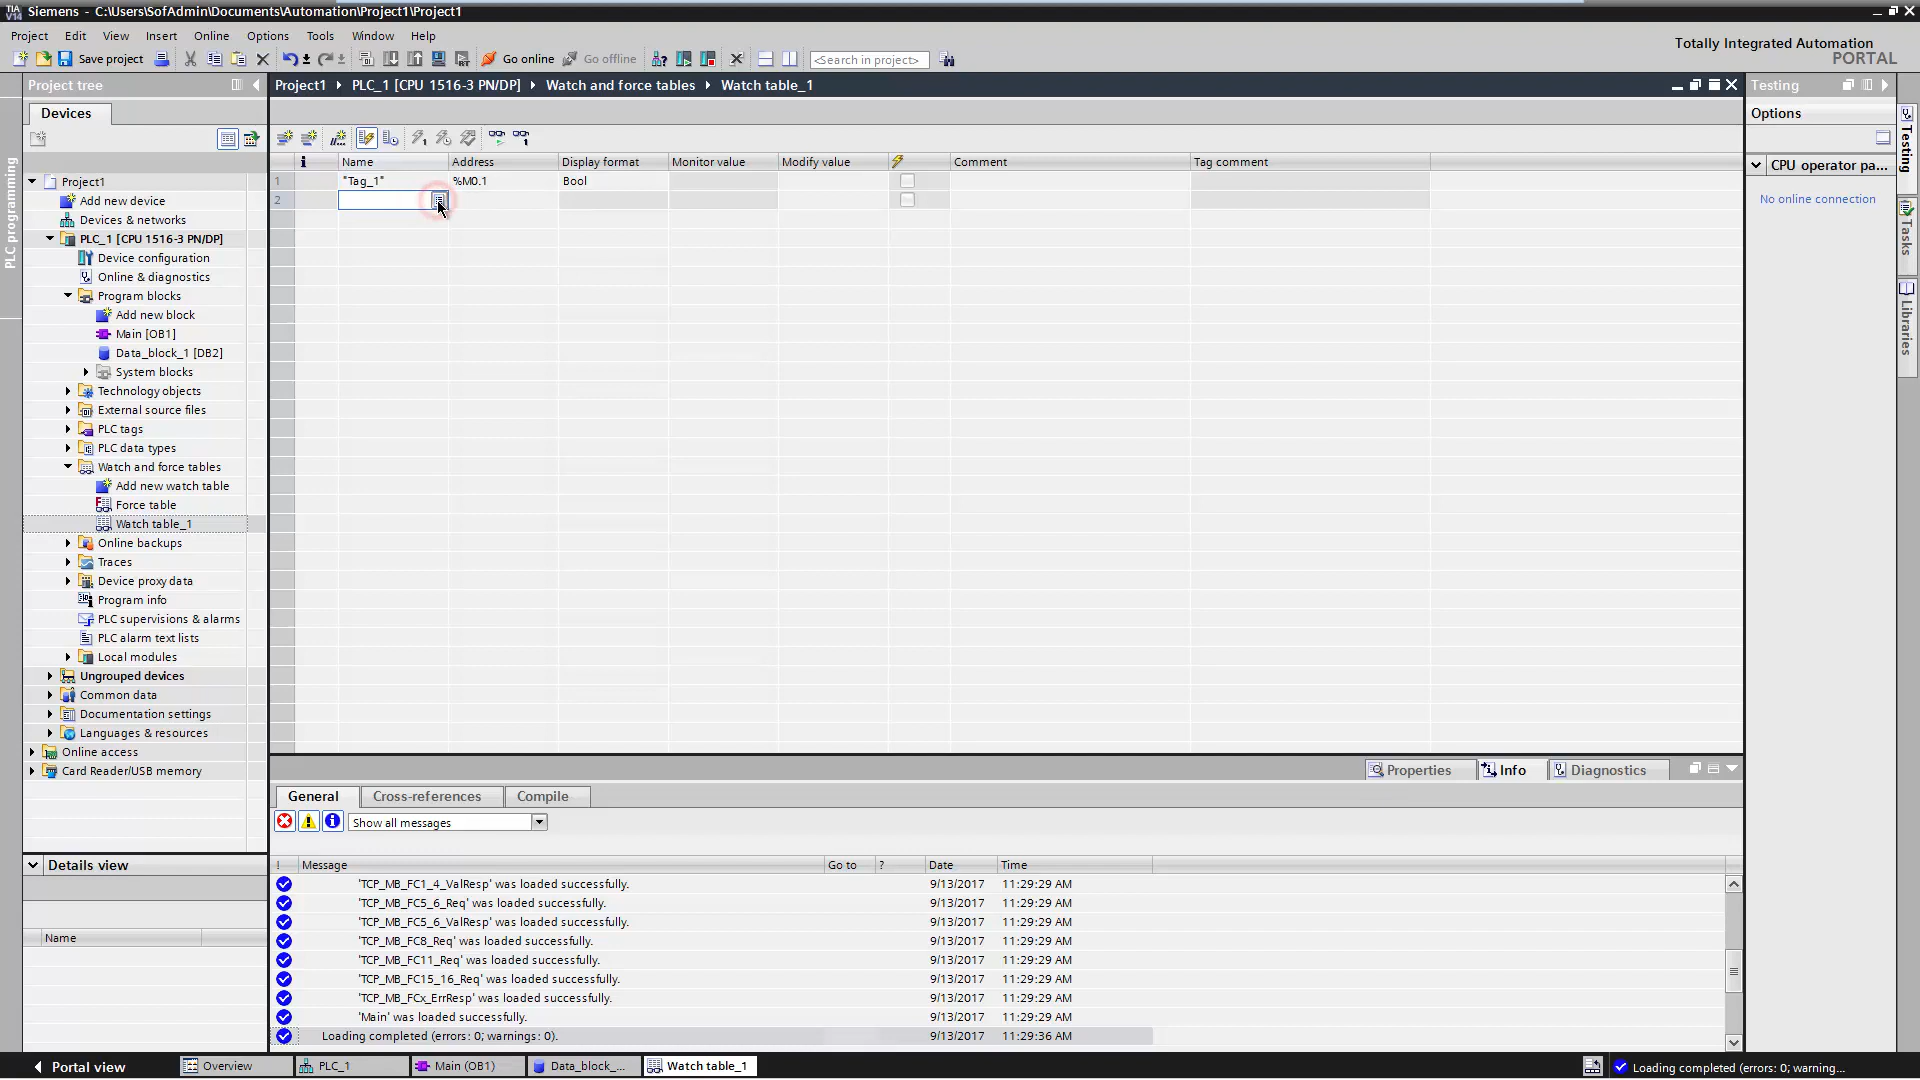 Siemens - C:\Users\SofAdmin\Documents\Automation\Project1\Project1
Project Edit View Insert Online Options Tools Window Help
Totally Integrated Automation
PORTAL
Save project
Go online
Go offline
<Search in project>
Project tree
Project1 PLC_1 [CPU 1516-3 PN/DP] Watch and force tables Watch table_1
Testing
Devices
Options
Name Address Display format Monitor value Modify value Comment Tag comment
CPU operator pa...
1 "Tag_1" %M0.1 Bool
2
No online connection
PLC programming
Testing
Tasks
Libraries
Project1
Add new device
Devices & networks
PLC_1 [CPU 1516-3 PN/DP]
Device configuration
Online & diagnostics
Program blocks
Add new block
Main [OB1]
Data_block_1 [DB2]
System blocks
Technology objects
External source files
PLC tags
PLC data types
Watch and force tables
Add new watch table
Force table
Watch table_1
Online backups
Traces
Device proxy data
Program info
PLC supervisions & alarms
PLC alarm text lists
Local modules
Ungrouped devices
Common data
Documentation settings
Languages & resources
Online access
Card Reader/USB memory
Details view
Name
Properties Info Diagnostics
General Cross-references Compile
Show all messages
! Message Go to ? Date Time
'TCP_MB_FC1_4_ValResp' was loaded successfully. 9/13/2017 11:29:29 AM
'TCP_MB_FC5_6_Req' was loaded successfully. 9/13/2017 11:29:29 AM
'TCP_MB_FC5_6_ValResp' was loaded successfully. 9/13/2017 11:29:29 AM
'TCP_MB_FC8_Req' was loaded successfully. 9/13/2017 11:29:29 AM
'TCP_MB_FC11_Req' was loaded successfully. 9/13/2017 11:29:29 AM
'TCP_MB_FC15_16_Req' was loaded successfully. 9/13/2017 11:29:29 AM
'TCP_MB_FCx_ErrResp' was loaded successfully. 9/13/2017 11:29:29 AM
'Main' was loaded successfully. 9/13/2017 11:29:29 AM
Loading completed (errors: 0; warnings: 0). 9/13/2017 11:29:36 AM
Portal view Overview PLC_1 Main (OB1) Data_block_... Watch table_1 Loading completed (errors: 0; warning...